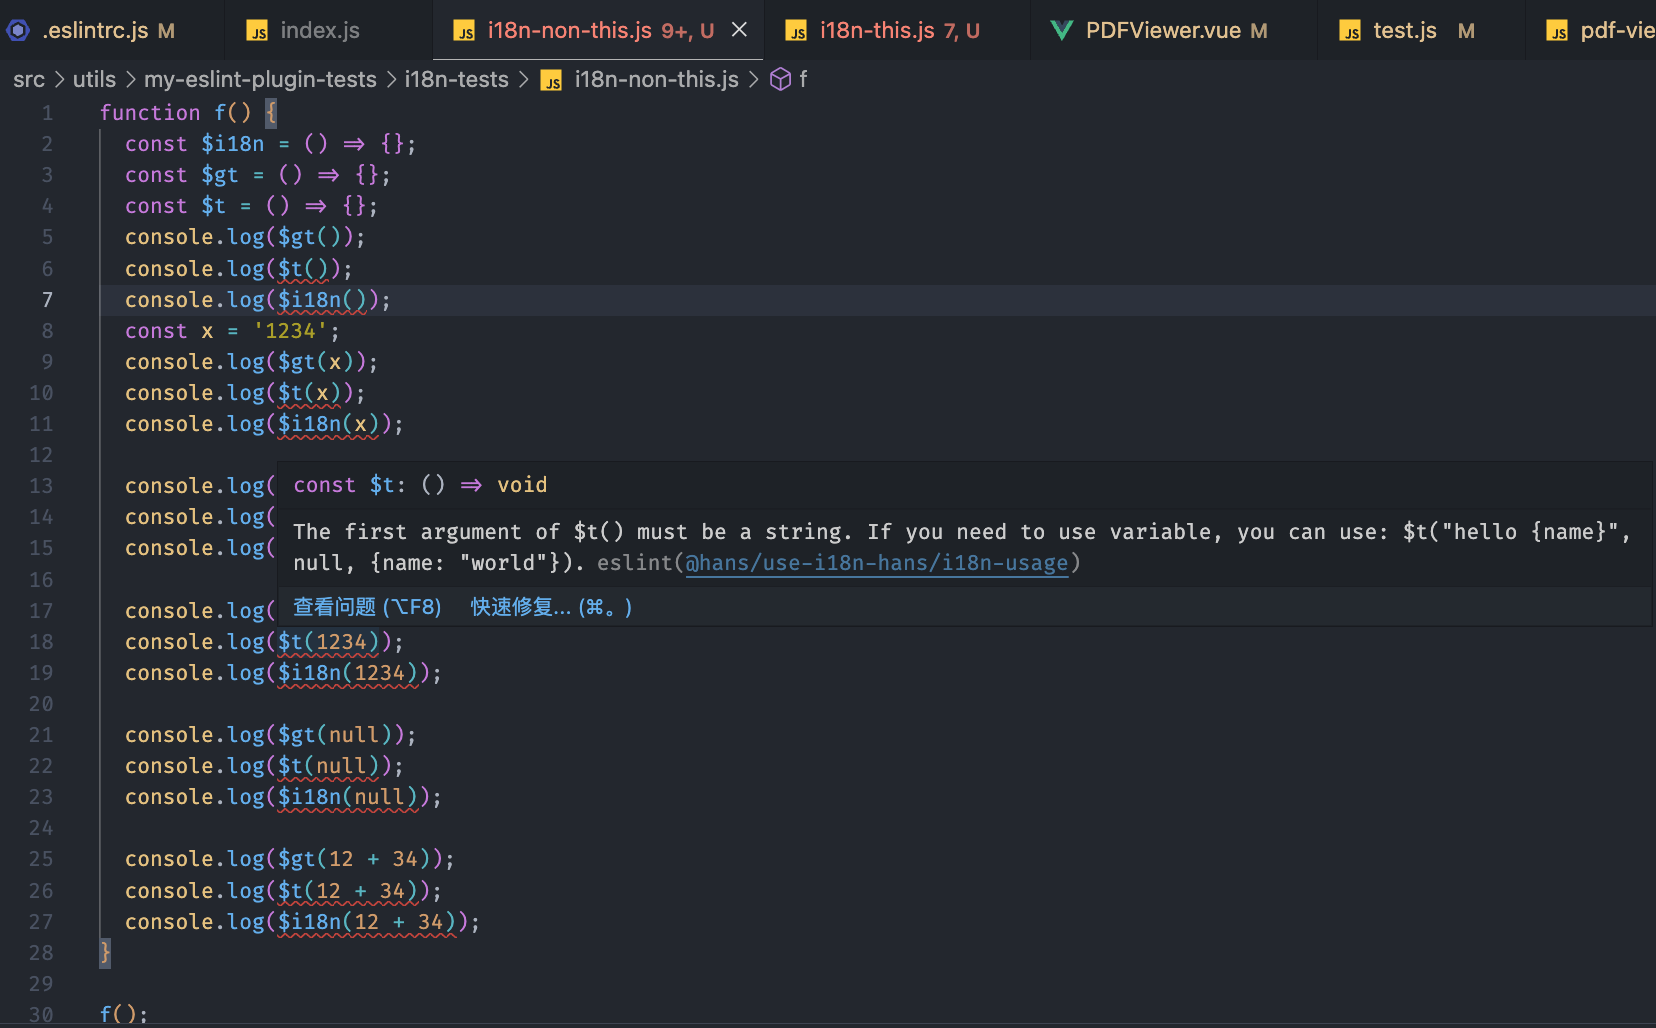 .eslintrc.js M
JS index.js
JS i18n-non-this.js 9+, U
JS i18n-this.js 7, U
PDFViewer.vue M
JS test.js M
JS pdf-vie
src > utils > my-eslint-plugin-tests > i18n-tests > JS i18n-non-this.js > f
1 function f() {
2 const $i18n = () => {};
3 const $gt = () => {};
4 const $t = () => {};
5 console.log($gt());
6 console.log($t());
7 console.log($i18n());
8 const x = '1234';
9 console.log($gt(x));
10 console.log($t(x));
11 console.log($i18n(x));
12
13 console.log(
14 console.log(
15 console.log(
const $t: () => void
The first argument of $t() must be a string. If you need to use variable, you can use: $t("hello {name}",
null, {name: "world"}). eslint(@hans/use-i18n-hans/i18n-usage)
查看问题 (⌥F8) 快速修复... (⌘。)
16
17 console.log(
18 console.log($t(1234));
19 console.log($i18n(1234));
20
21 console.log($gt(null));
22 console.log($t(null));
23 console.log($i18n(null));
24
25 console.log($gt(12 + 34));
26 console.log($t(12 + 34));
27 console.log($i18n(12 + 34));
28 }
29
30 f();